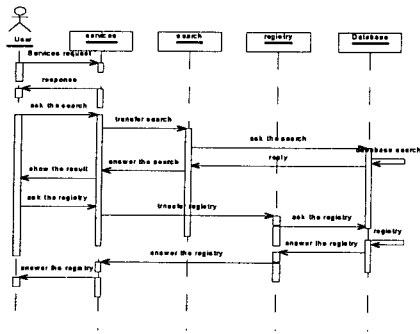 User
services
search
registry
Database
Services request
response
ask the search
transfer search
ask the search
database search
reply
answer the search
show the result
ask the registry
transfer registry
ask the registry
registry
answer the registry
answer the registry
answer the registry